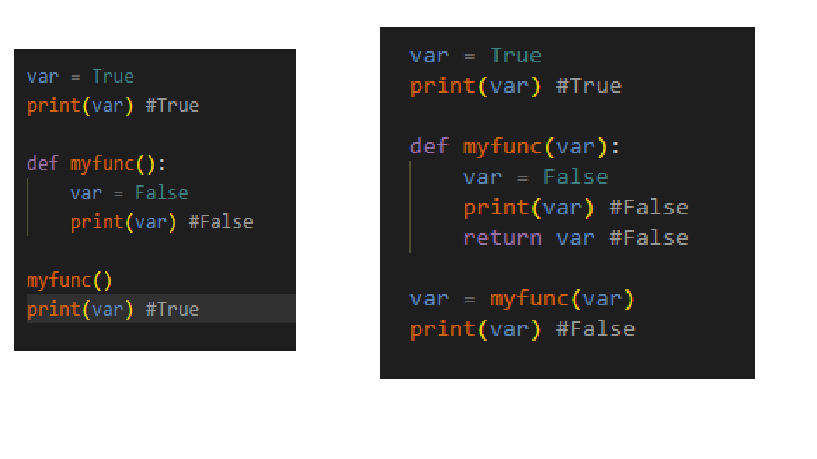 var = True
print(var) #True
def myfunc():
var = False
print(var) #False
myfunc()
print(var) #True
var = True
print(var) #True
def myfunc(var):
var = False
print(var) #False
return var #False
var = myfunc(var)
print(var) #False